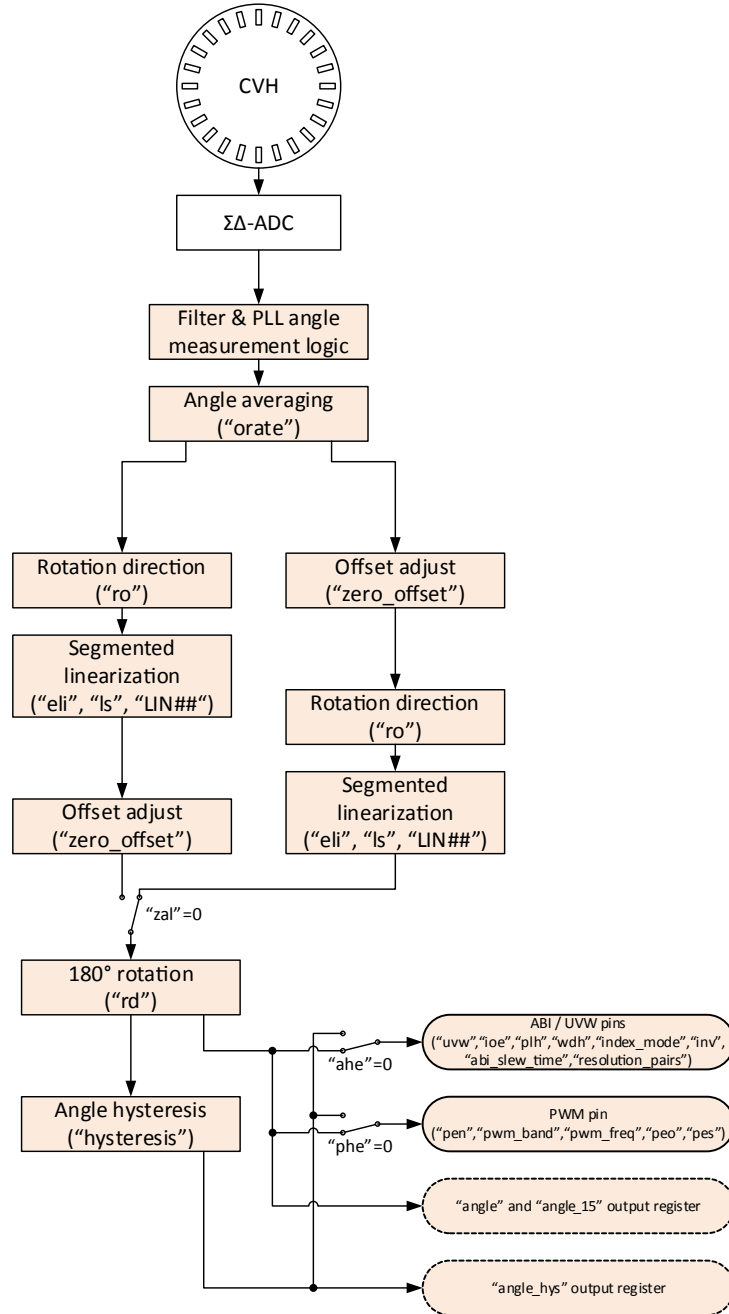 CVH
ΣΔ-ADC
Filter & PLL angle
measurement logic
Angle averaging
(“orate”)
Rotation direction
(“ro”)
Segmented
linearization
(“eli”, “ls”, “LIN##“)
Offset adjust
(“zero_offset”)
Offset adjust
(“zero_offset”)
Rotation direction
(“ro”)
Segmented
linearization
(“eli”, “ls”, “LIN##”)
“zal”=0
180° rotation
(“rd”)
Angle hysteresis
(“hysteresis”)
“ahe”=0
ABI / UVW pins
(“uvw”,“ioe”,“plh”,“wdh”,“index_mode”,“inv”,
“abi_slew_time”,“resolution_pairs”)
“phe”=0
PWM pin
(“pen”,“pwm_band”,“pwm_freq”,“peo”,“pes”)
“angle” and “angle_15” output register
“angle_hys” output register